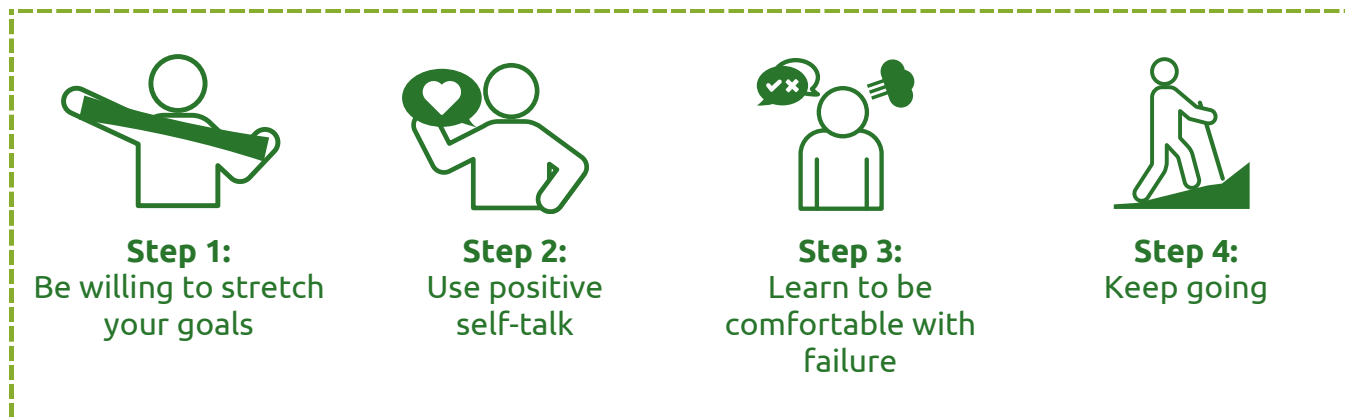 Step 1:
Be willing to stretch
your goals
Step 2:
Use positive
self-talk
Step 3:
Learn to be
comfortable with
failure
Step 4:
Keep going